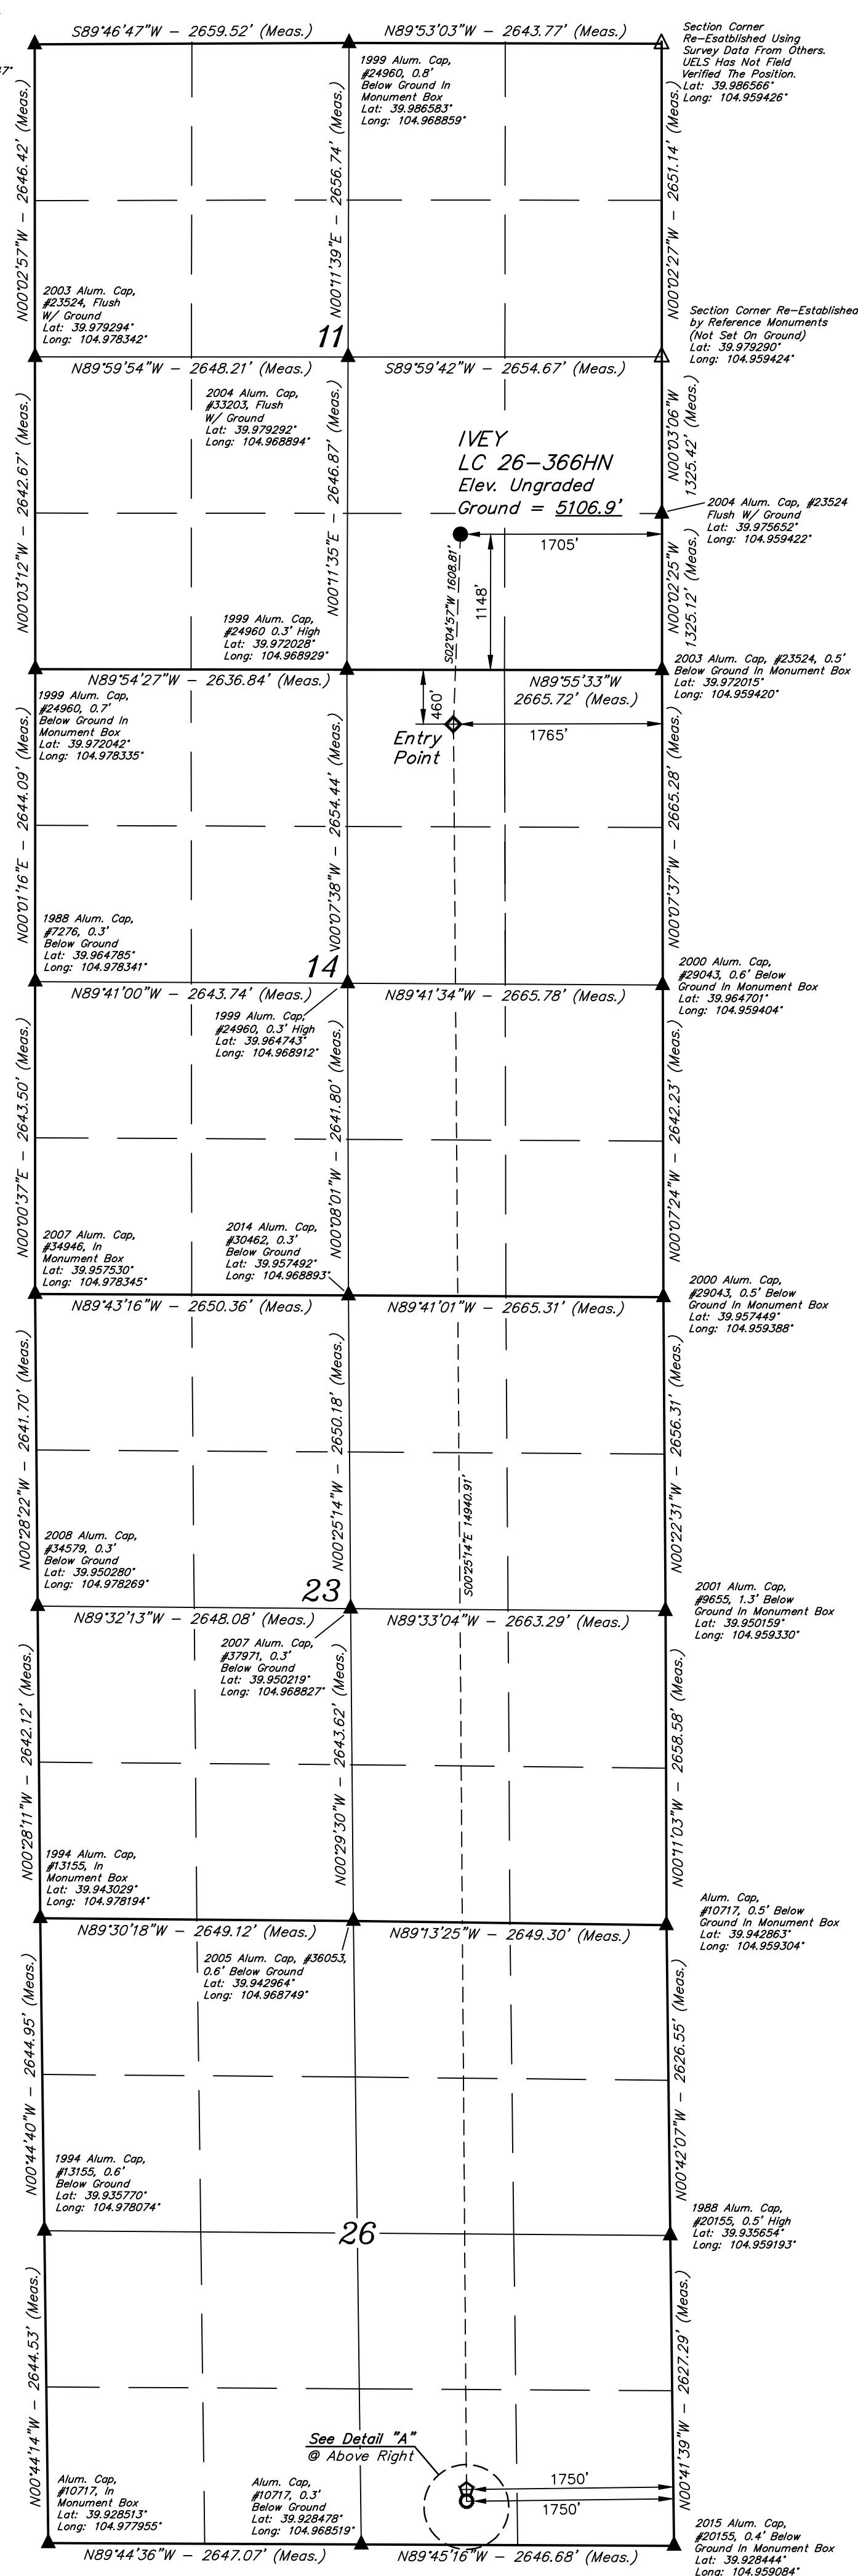 S89°46'47"W - 2659.52' (Meas.)
N89°53'03"W - 2643.77' (Meas.)
Section Corner
Re-Esatblished Using
Survey Data From Others.
UELS Has Not Field
Verified The Position.
Lat: 39.986566°
Long: 104.959426°
7'
1999 Alum. Cap,
#24960, 0.8'
Below Ground In
Monument Box
Lat: 39.986583°
Long: 104.968859°
N00°02'57"W - 2646.42' (Meas.)
N00°11'39"E - 2656.74' (Meas.)
N00°02'27"W - 2651.14' (Meas.)
2003 Alum. Cap,
#23524, Flush
W/ Ground
Lat: 39.979294°
Long: 104.978342°
11
Section Corner Re-Established
by Reference Monuments
(Not Set On Ground)
Lat: 39.979290°
Long: 104.959424°
N89°59'54"W - 2648.21' (Meas.)
S89°59'42"W - 2654.67' (Meas.)
2004 Alum. Cap,
#33203, Flush
W/ Ground
Lat: 39.979292°
Long: 104.968894°
N00°03'12"W - 2642.67' (Meas.)
N00°11'35"E - 2646.87' (Meas.)
N00°03'06"W
1325.42' (Meas.)
IVEY
LC 26-366HN
Elev. Ungraded
Ground = 5106.9'
2004 Alum. Cap, #23524
Flush W/ Ground
Lat: 39.975652°
Long: 104.959422°
1705'
S02°04'57"W 1608.81'
1148'
N00°02'25"W
1325.12' (Meas.)
1999 Alum. Cap,
#24960 0.3' High
Lat: 39.972028°
Long: 104.968929°
2003 Alum. Cap, #23524, 0.5'
Below Ground In Monument Box
Lat: 39.972015°
Long: 104.959420°
N89°54'27"W - 2636.84' (Meas.)
N89°55'33"W
2665.72' (Meas.)
1999 Alum. Cap,
#24960, 0.7'
Below Ground In
Monument Box
Lat: 39.972042°
Long: 104.978335°
460'
1765'
Entry
Point
N00°01'16"E - 2644.09' (Meas.)
N00°07'38"W - 2654.44' (Meas.)
N00°07'37"W - 2665.28' (Meas.)
1988 Alum. Cap,
#7276, 0.3'
Below Ground
Lat: 39.964785°
Long: 104.978341°
14
2000 Alum. Cap,
#29043, 0.6' Below
Ground In Monument Box
Lat: 39.964701°
Long: 104.959404°
N89°41'00"W - 2643.74' (Meas.)
N89°41'34"W - 2665.78' (Meas.)
1999 Alum. Cap,
#24960, 0.3' High
Lat: 39.964743°
Long: 104.968912°
N00°00'37"E - 2643.50' (Meas.)
N00°08'01"W - 2641.80' (Meas.)
N00°07'24"W - 2642.23' (Meas.)
2007 Alum. Cap,
#34946, In
Monument Box
Lat: 39.957530°
Long: 104.978345°
2014 Alum. Cap,
#30462, 0.3'
Below Ground
Lat: 39.957492°
Long: 104.968893°
2000 Alum. Cap,
#29043, 0.5' Below
Ground In Monument Box
Lat: 39.957449°
Long: 104.959388°
N89°43'16"W - 2650.36' (Meas.)
N89°41'01"W - 2665.31' (Meas.)
N00°28'22"W - 2641.70' (Meas.)
N00°25'14"W - 2650.18' (Meas.)
S00°25'14"E 14940.91'
N00°22'31"W - 2656.31' (Meas.)
2008 Alum. Cap,
#34579, 0.3'
Below Ground
Lat: 39.950280°
Long: 104.978269°
23
2001 Alum. Cap,
#9655, 1.3' Below
Ground In Monument Box
Lat: 39.950159°
Long: 104.959330°
N89°32'13"W - 2648.08' (Meas.)
N89°33'04"W - 2663.29' (Meas.)
2007 Alum. Cap,
#37971, 0.3'
Below Ground
Lat: 39.950219°
Long: 104.968827°
N00°28'11"W - 2642.12' (Meas.)
N00°29'30"W - 2643.62' (Meas.)
N00°11'03"W - 2658.58' (Meas.)
1994 Alum. Cap,
#13155, In
Monument Box
Lat: 39.943029°
Long: 104.978194°
Alum. Cap,
#10717, 0.5' Below
Ground In Monument Box
Lat: 39.942863°
Long: 104.959304°
N89°30'18"W - 2649.12' (Meas.)
N89°13'25"W - 2649.30' (Meas.)
2005 Alum. Cap, #36053,
0.6' Below Ground
Lat: 39.942964°
Long: 104.968749°
N00°44'40"W - 2644.95' (Meas.)
N00°42'07"W - 2626.55' (Meas.)
1994 Alum. Cap,
#13155, 0.6'
Below Ground
Lat: 39.935770°
Long: 104.978074°
26
1988 Alum. Cap,
#20155, 0.5' High
Lat: 39.935654°
Long: 104.959193°
N00°44'14"W - 2644.53' (Meas.)
N00°41'39"W - 2627.29' (Meas.)
See Detail "A"
@ Above Right
1750'
1750'
Alum. Cap,
#10717, In
Monument Box
Lat: 39.928513°
Long: 104.977955°
Alum. Cap,
#10717, 0.3'
Below Ground
Lat: 39.928478°
Long: 104.968519°
2015 Alum. Cap,
#20155, 0.4' Below
Ground In Monument Box
Lat: 39.928444°
Long: 104.959084°
N89°44'36"W - 2647.07' (Meas.)
N89°45'16"W - 2646.68' (Meas.)